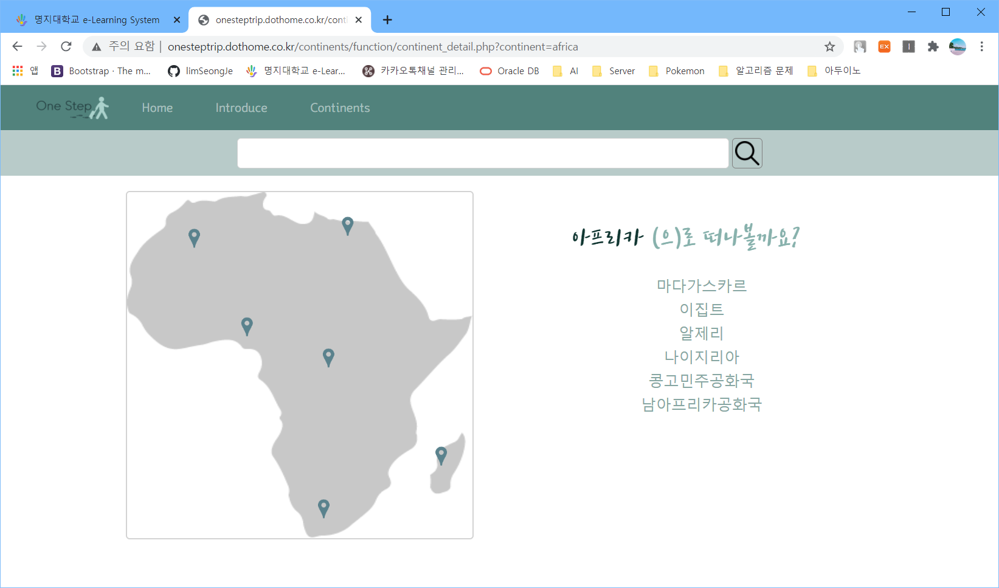 명지대학교 e-Learning System
onesteptrip.dothome.co.kr/conti
주의 요함 | onesteptrip.dothome.co.kr/continents/function/continent_detail.php?continent=africa
EX
앱 Bootstrap · The m... limSeongJe 명지대학교 e-Lear... 카카오톡채널 관리... Oracle DB AI Server Pokemon 알고리즘 문제 아두이노
One Step Home Introduce Continents
아프리카 (으)로 떠나볼까요?
마다가스카르
이집트
알제리
나이지리아
콩고민주공화국
남아프리카공화국